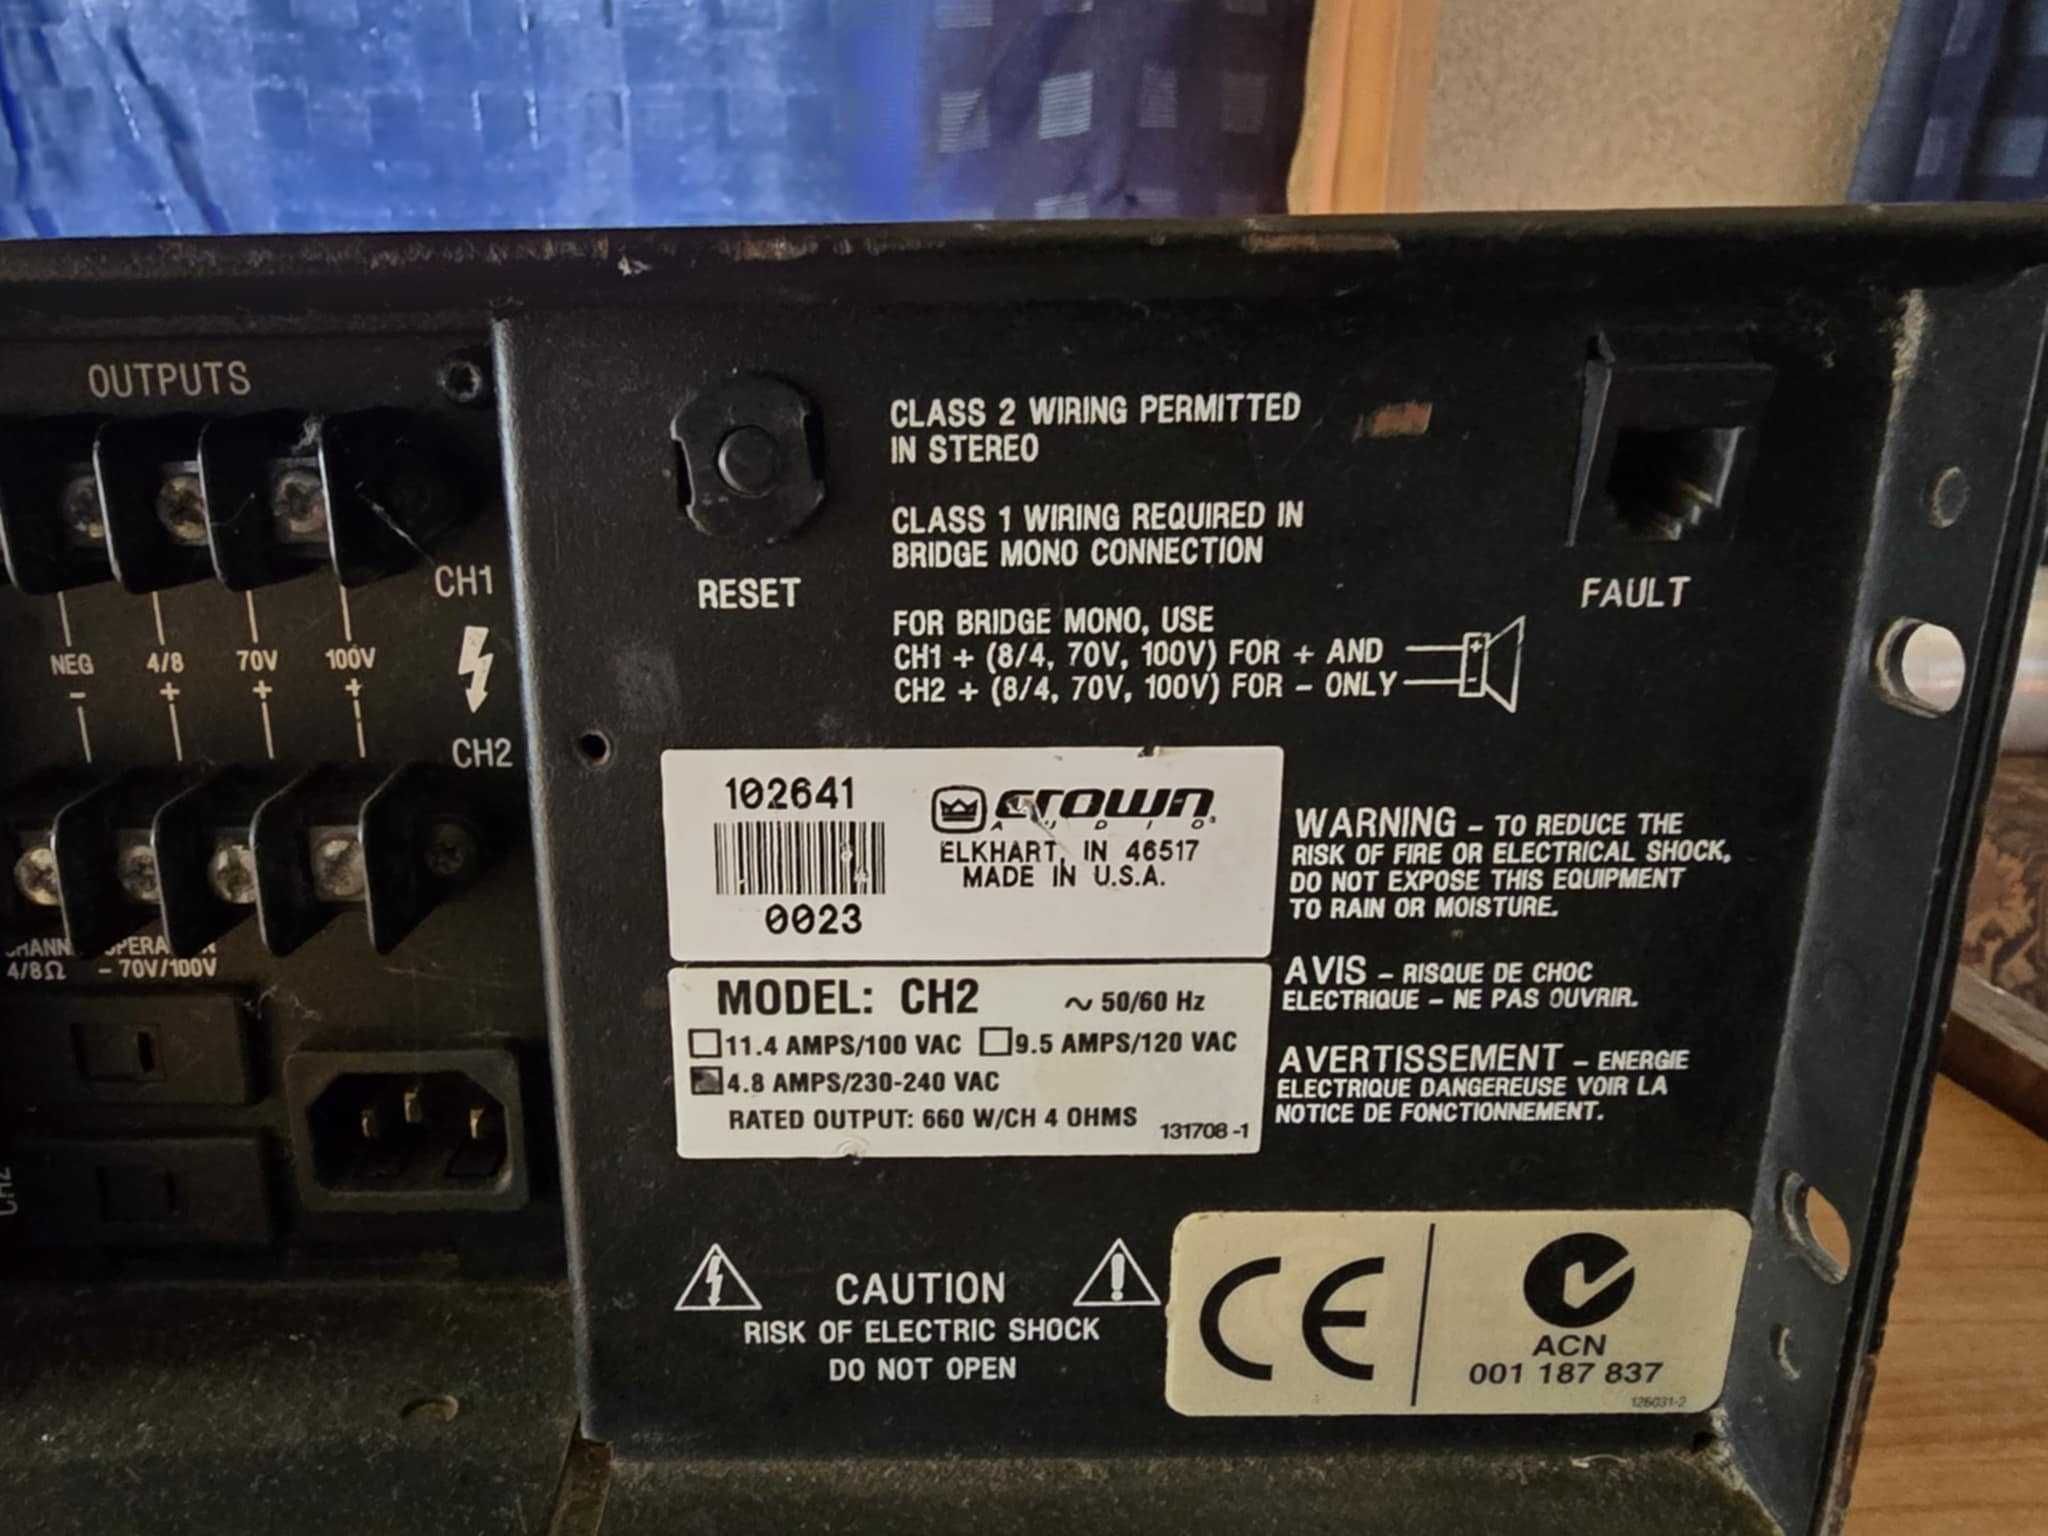 OUTPUTS
CH1
NEG 4/8 70V 100V
- + + +
CH2
4/8Ω - 70V/100V
CH2
RESET
CLASS 2 WIRING PERMITTED
IN STEREO
CLASS 1 WIRING REQUIRED IN
BRIDGE MONO CONNECTION
FOR BRIDGE MONO, USE
CH1 + (8/4, 70V, 100V) FOR + AND
CH2 + (8/4, 70V, 100V) FOR - ONLY
+
-
FAULT
102641
0023
crown
AUDIO
ELKHART, IN 46517
MADE IN U.S.A.
MODEL: CH2 ~ 50/60 Hz
11.4 AMPS/100 VAC 9.5 AMPS/120 VAC
4.8 AMPS/230-240 VAC
RATED OUTPUT: 660 W/CH 4 OHMS
131708-1
WARNING - TO REDUCE THE
RISK OF FIRE OR ELECTRICAL SHOCK,
DO NOT EXPOSE THIS EQUIPMENT
TO RAIN OR MOISTURE.
AVIS - RISQUE DE CHOC
ELECTRIQUE - NE PAS OUVRIR.
AVERTISSEMENT - ENERGIE
ELECTRIQUE DANGEREUSE VOIR LA
NOTICE DE FONCTIONNEMENT.
CAUTION
RISK OF ELECTRIC SHOCK
DO NOT OPEN
CE
ACN
001 187 837
126031-2